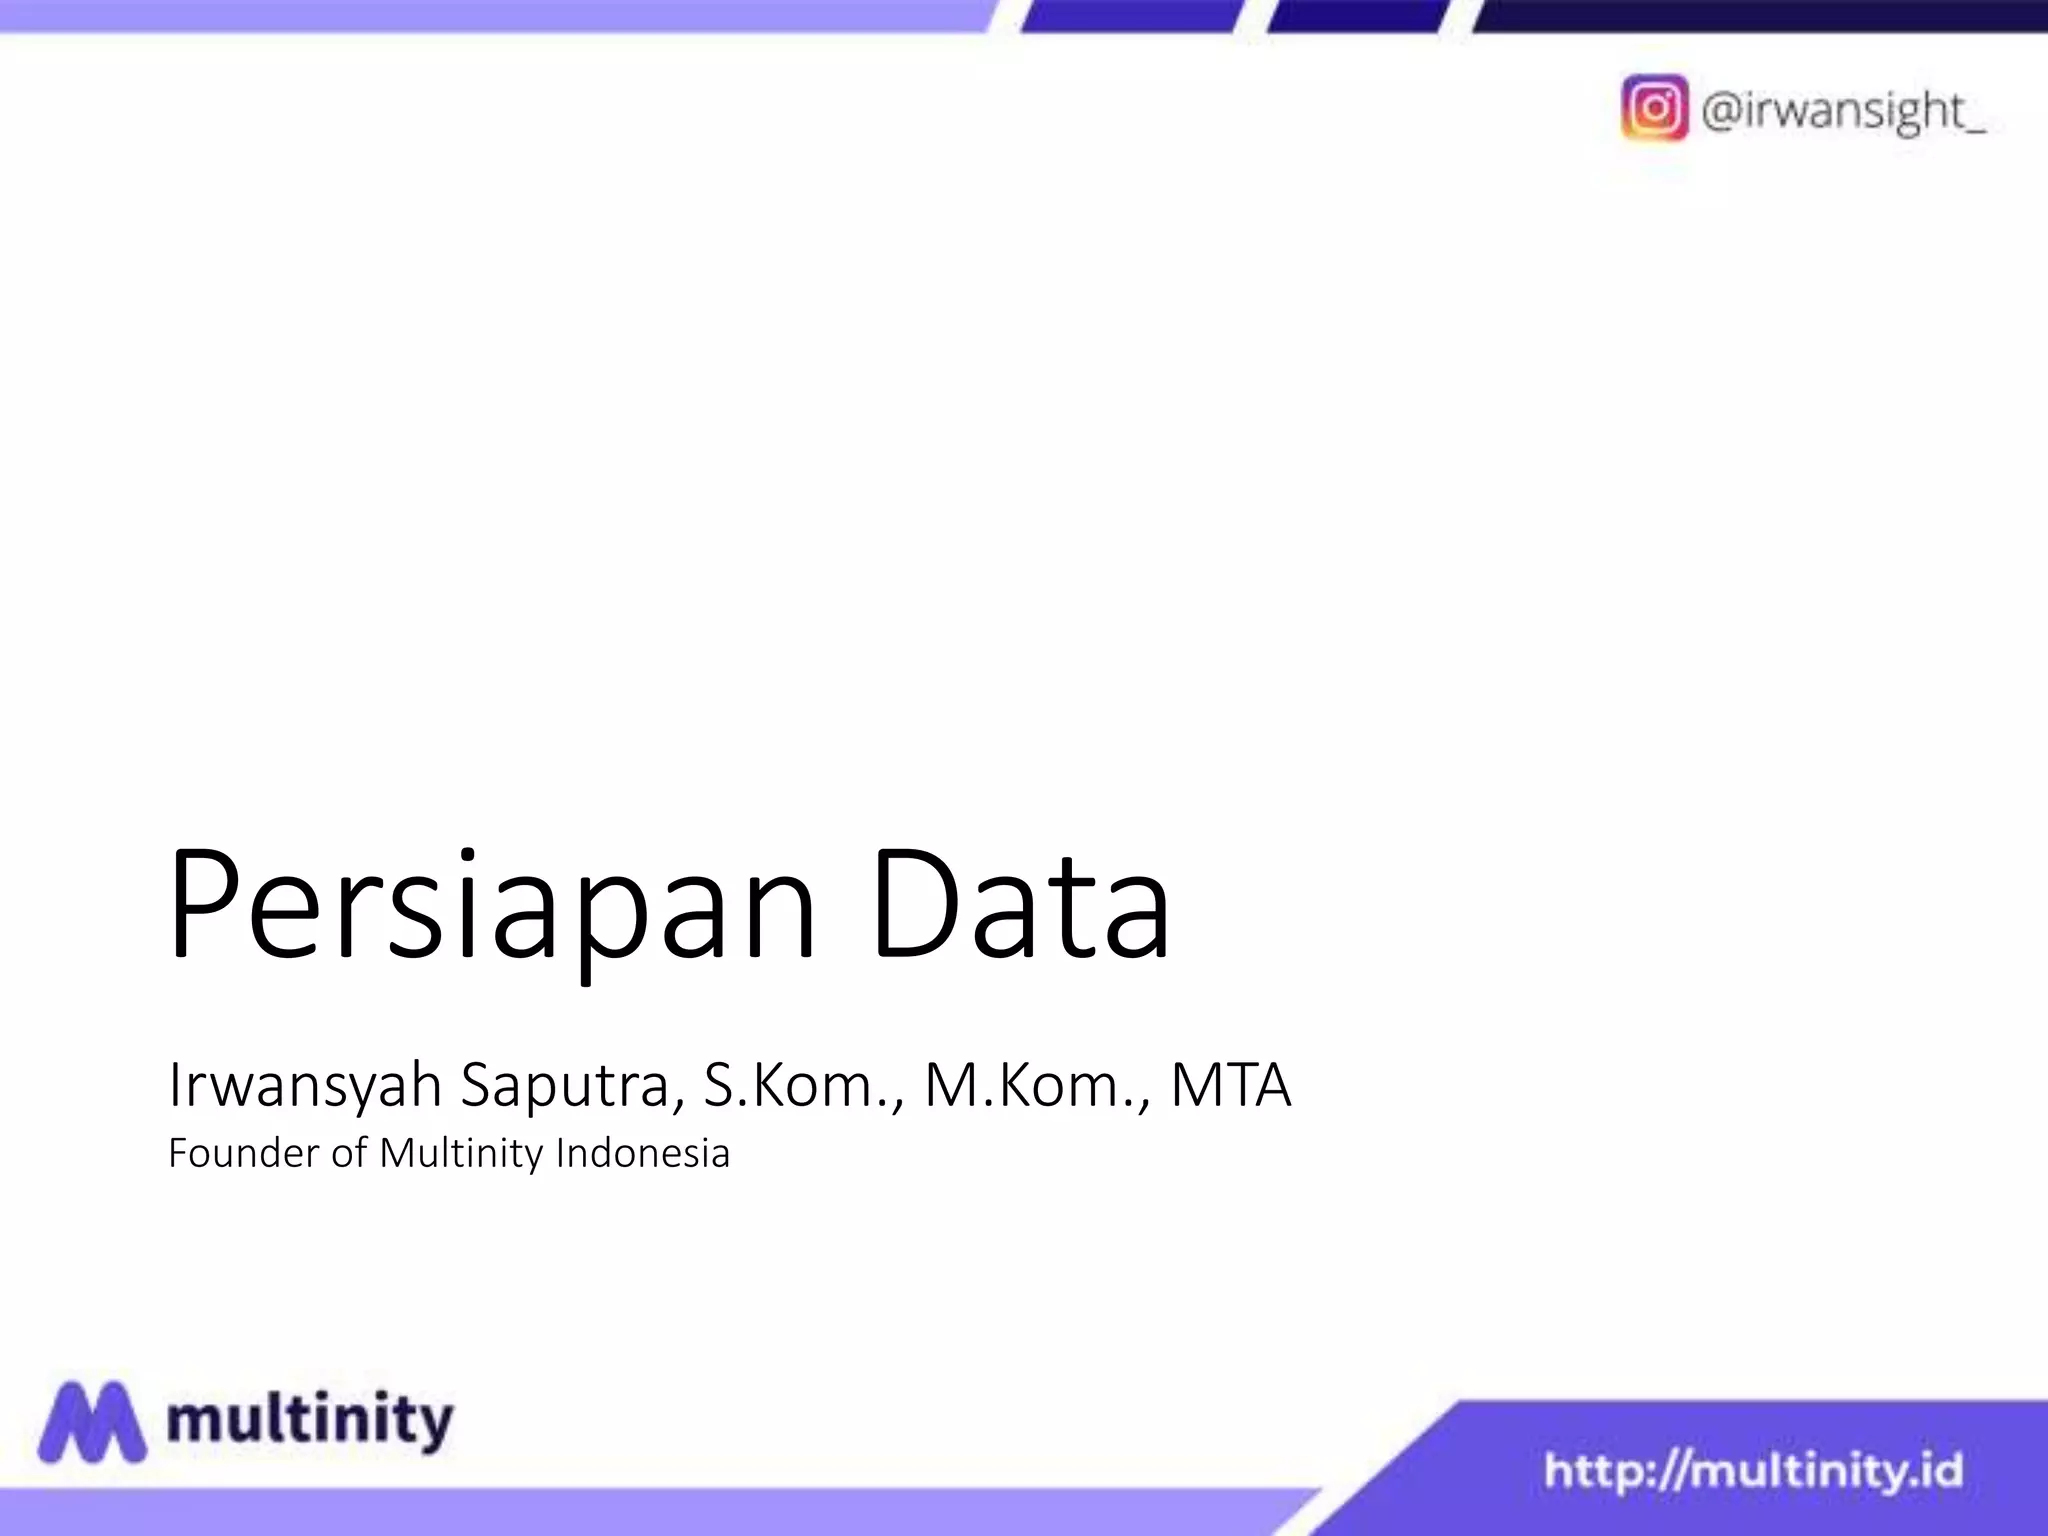 @irwansight_
Persiapan Data
Irwansyah Saputra, S.Kom., M.Kom., MTA
Founder of Multinity Indonesia
multinity
http://multinity.id